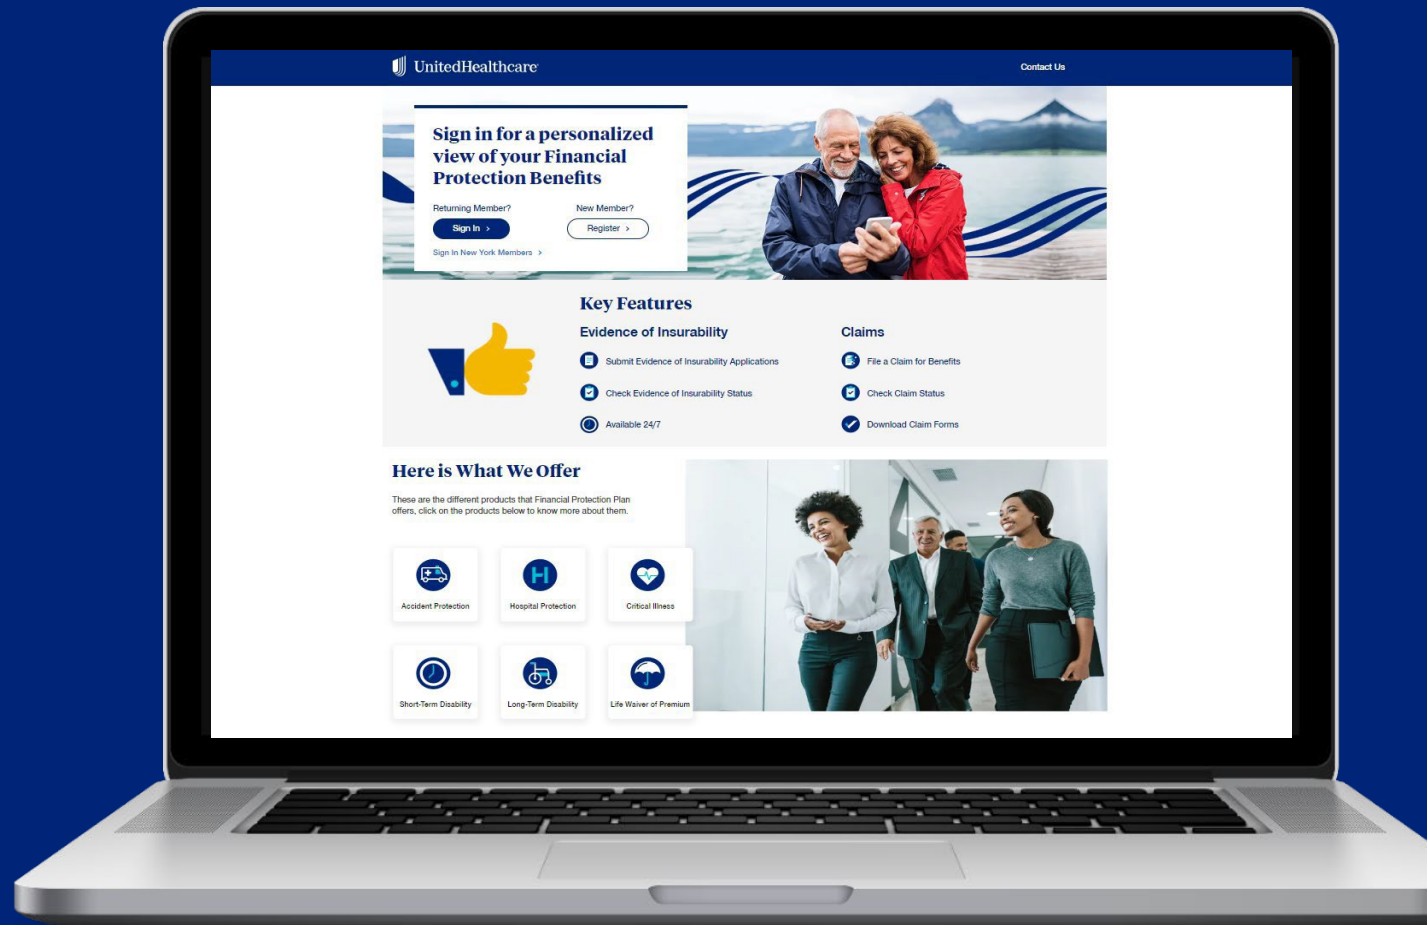 UnitedHealthcare
Contact Us
Sign in for a personalized
view of your Financial
Protection Benefits
Returning Member?
New Member?
Sign In >
Register >
Sign In New York Members >
Key Features
Evidence of Insurability
Claims
Submit Evidence of Insurability Applications
File a Claim for Benefits
Check Evidence of Insurability Status
Check Claim Status
Available 24/7
Download Claim Forms
Here is What We Offer
These are the different products that Financial Protection Plan
offers, click on the products below to know more about them.
Accident Protection
H
Hospital Protection
Critical Illness
Short-Term Disability
Long-Term Disability
Life Waiver of Premium